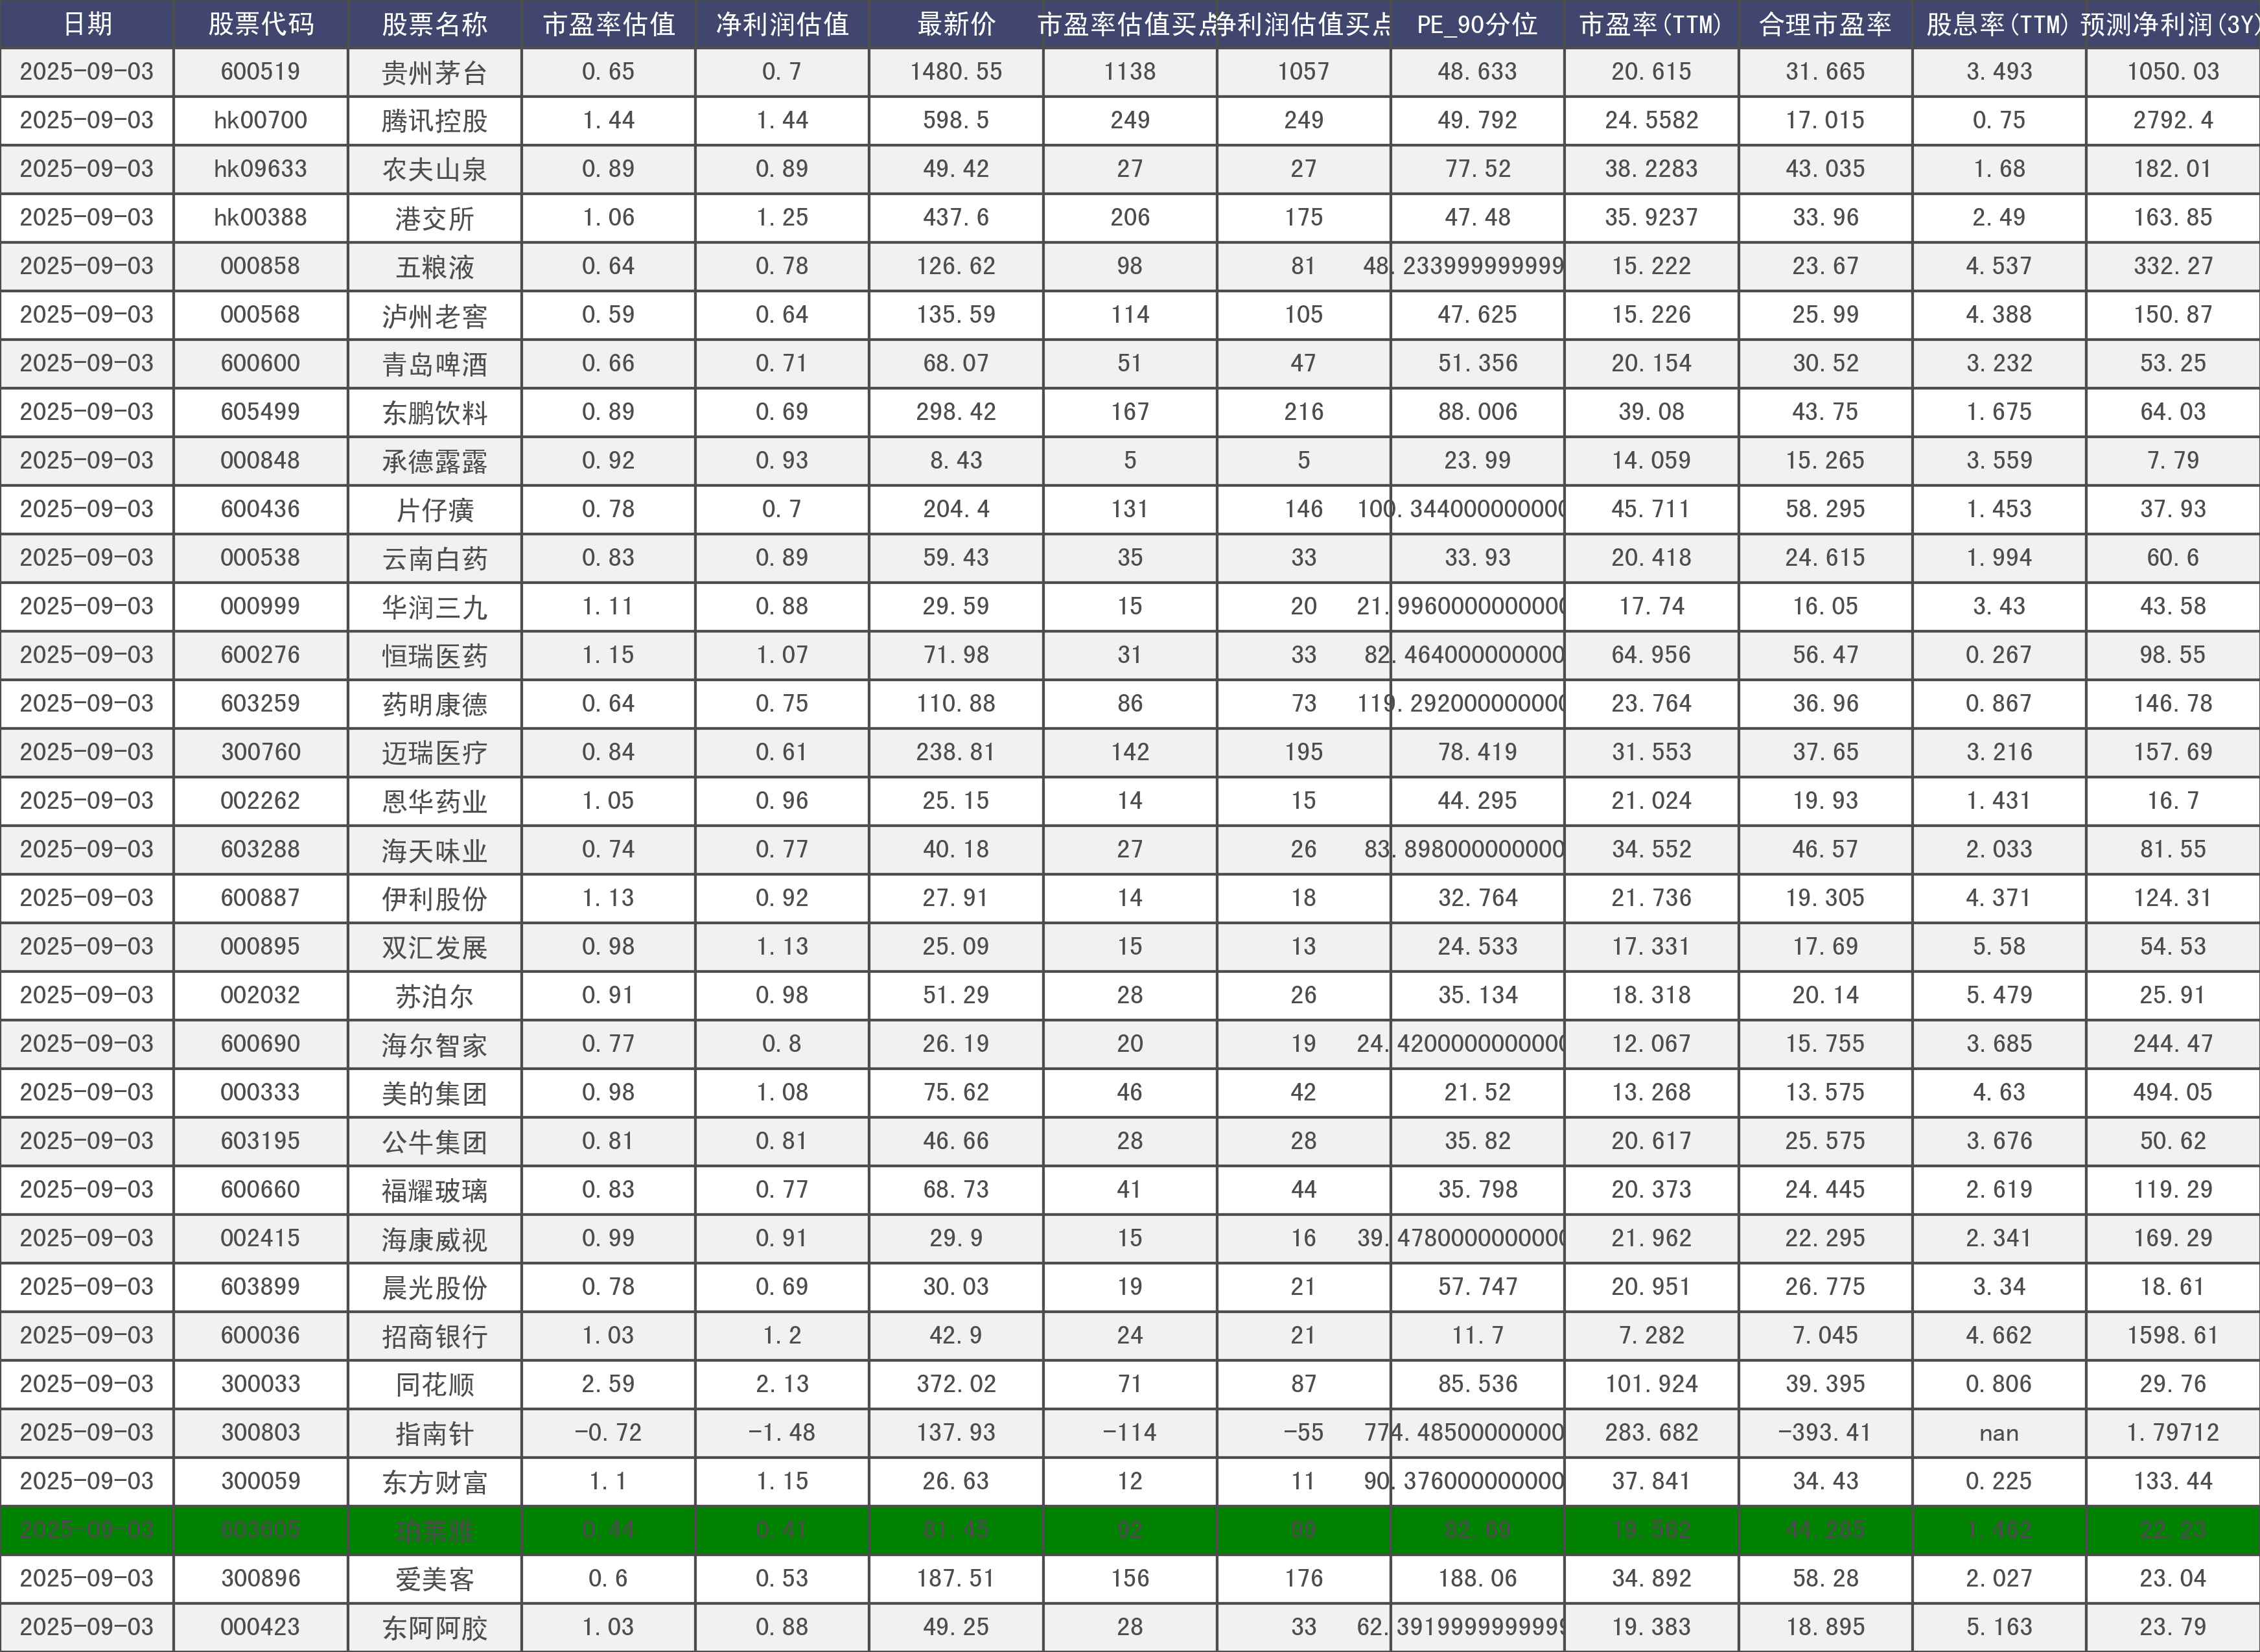 日期 股票代码 股票名称 市盈率估值 净利润估值 最新价 市盈率估值买点 净利润估值买点 PE_90分位 市盈率(TTM) 合理市盈率 股息率(TTM) 预测净利润(3Y)
2025-09-03 600519 贵州茅台 0.65 0.7 1480.55 1138 1057 48.633 20.615 31.665 3.493 1050.03
2025-09-03 hk00700 腾讯控股 1.44 1.44 598.5 249 249 49.792 24.5582 17.015 0.75 2792.4
2025-09-03 hk09633 农夫山泉 0.89 0.89 49.42 27 27 77.52 38.2283 43.035 1.68 182.01
2025-09-03 hk00388 港交所 1.06 1.25 437.6 206 175 47.48 35.9237 33.96 2.49 163.85
2025-09-03 000858 五粮液 0.64 0.78 126.62 98 81 48.233999999999 15.222 23.67 4.537 332.27
2025-09-03 000568 泸州老窖 0.59 0.64 135.59 114 105 47.625 15.226 25.99 4.388 150.87
2025-09-03 600600 青岛啤酒 0.66 0.71 68.07 51 47 51.356 20.154 30.52 3.232 53.25
2025-09-03 605499 东鹏饮料 0.89 0.69 298.42 167 216 88.006 39.08 43.75 1.675 64.03
2025-09-03 000848 承德露露 0.92 0.93 8.43 5 5 23.99 14.059 15.265 3.559 7.79
2025-09-03 600436 片仔癀 0.78 0.7 204.4 131 146 100.344000000000 45.711 58.295 1.453 37.93
2025-09-03 000538 云南白药 0.83 0.89 59.43 35 33 33.93 20.418 24.615 1.994 60.6
2025-09-03 000999 华润三九 1.11 0.88 29.59 15 20 21.9960000000000 17.74 16.05 3.43 43.58
2025-09-03 600276 恒瑞医药 1.15 1.07 71.98 31 33 82.464000000000 64.956 56.47 0.267 98.55
2025-09-03 603259 药明康德 0.64 0.75 110.88 86 73 119.292000000000 23.764 36.96 0.867 146.78
2025-09-03 300760 迈瑞医疗 0.84 0.61 238.81 142 195 78.419 31.553 37.65 3.216 157.69
2025-09-03 002262 恩华药业 1.05 0.96 25.15 14 15 44.295 21.024 19.93 1.431 16.7
2025-09-03 603288 海天味业 0.74 0.77 40.18 27 26 83.898000000000 34.552 46.57 2.033 81.55
2025-09-03 600887 伊利股份 1.13 0.92 27.91 14 18 32.764 21.736 19.305 4.371 124.31
2025-09-03 000895 双汇发展 0.98 1.13 25.09 15 13 24.533 17.331 17.69 5.58 54.53
2025-09-03 002032 苏泊尔 0.91 0.98 51.29 28 26 35.134 18.318 20.14 5.479 25.91
2025-09-03 600690 海尔智家 0.77 0.8 26.19 20 19 24.4200000000000 12.067 15.755 3.685 244.47
2025-09-03 000333 美的集团 0.98 1.08 75.62 46 42 21.52 13.268 13.575 4.63 494.05
2025-09-03 603195 公牛集团 0.81 0.81 46.66 28 28 35.82 20.617 25.575 3.676 50.62
2025-09-03 600660 福耀玻璃 0.83 0.77 68.73 41 44 35.798 20.373 24.445 2.619 119.29
2025-09-03 002415 海康威视 0.99 0.91 29.9 15 16 39.4780000000000 21.962 22.295 2.341 169.29
2025-09-03 603899 晨光股份 0.78 0.69 30.03 19 21 57.747 20.951 26.775 3.34 18.61
2025-09-03 600036 招商银行 1.03 1.2 42.9 24 21 11.7 7.282 7.045 4.662 1598.61
2025-09-03 300033 同花顺 2.59 2.13 372.02 71 87 85.536 101.924 39.395 0.806 29.76
2025-09-03 300803 指南针 -0.72 -1.48 137.93 -114 -55 774.48500000000 283.682 -393.41 nan 1.79712
2025-09-03 300059 东方财富 1.1 1.15 26.63 12 11 90.376000000000 37.841 34.43 0.225 133.44
2025-09-03 603605 珀莱雅 0.44 0.41 81.45 92 99 82.65 19.562 44.285 1.462 22.23
2025-09-03 300896 爱美客 0.6 0.53 187.51 156 176 188.06 34.892 58.28 2.027 23.04
2025-09-03 000423 东阿阿胶 1.03 0.88 49.25 28 33 62.3919999999999 19.383 18.895 5.163 23.79